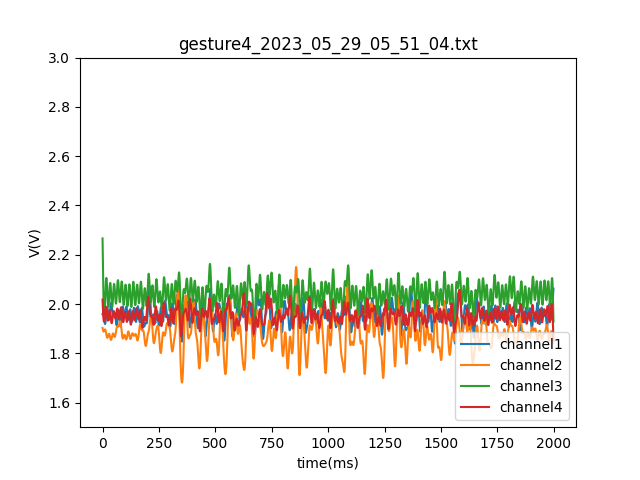 gesture4_2023_05_29_05_51_04.txt
3.0
2.8
2.6
2.4
2.2
2.0
1.8
1.6
V(V)
channel1
channel2
channel3
channel4
0 250 500 750 1000 1250 1500 1750 2000
time(ms)